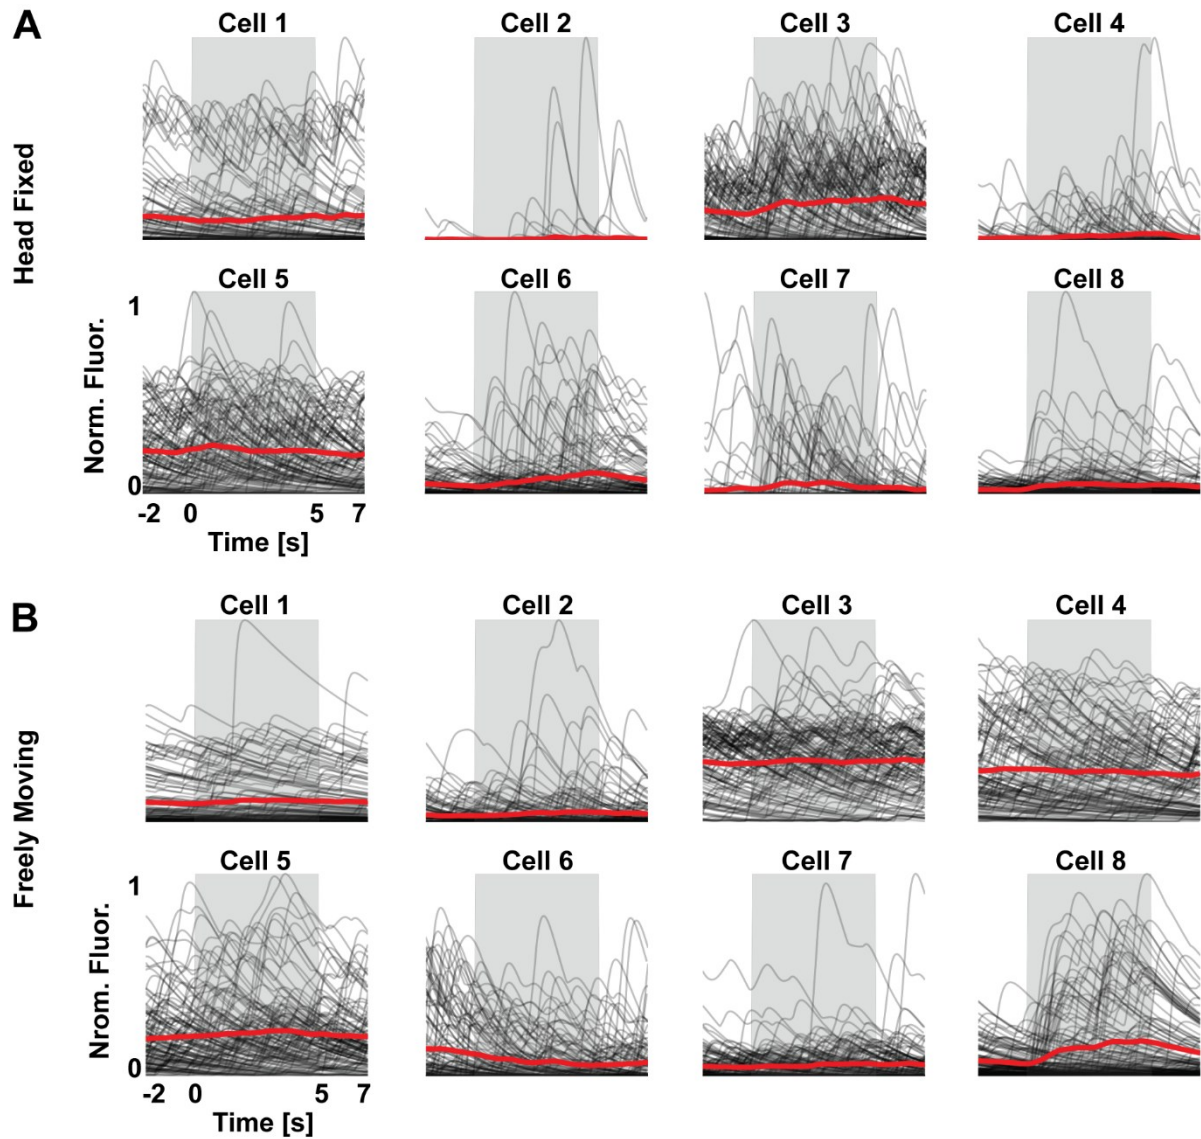 A
Cell 1
Cell 2
Cell 3
Cell 4
Head Fixed
Cell 5
Cell 6
Cell 7
Cell 8
Norm. Fluor.
1
0
-2 0 5 7
Time [s]
B
Cell 1
Cell 2
Cell 3
Cell 4
Freely Moving
Cell 5
Cell 6
Cell 7
Cell 8
Nrom. Fluor.
1
0
-2 0 5 7
Time [s]